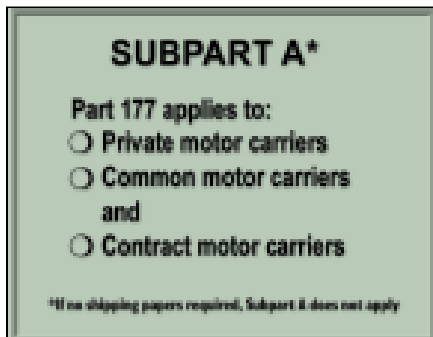 SUBPART A*
Part 177 applies to:
Private motor carriers
Common motor carriers
and
Contract motor carriers
*If no shipping papers required, Subpart A does not apply